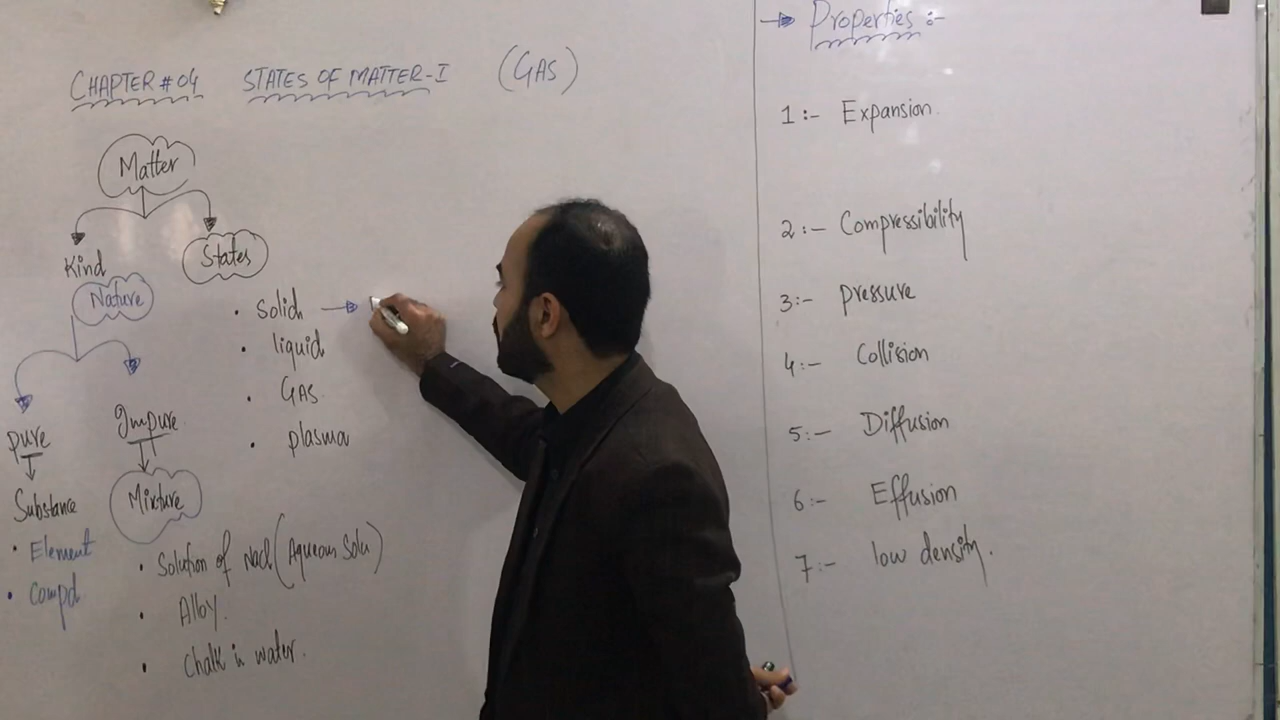 CHAPTER # 04 STATES OF MATTER-I (GAS)
Matter
Kind
Nature
pure
Substance
• Element
• Compd
Impure
Mixture
• Solution of Nacl (Aqueous Solu)
• Alloy.
• Chalk in water.
States
• Solid →
• liquid
• GAS
• plasma
→ Properties :-
1:- Expansion.
2:- Compressibility
3:- pressure
4:- Collision
5:- Diffusion
6:- Effusion
7:- low density.